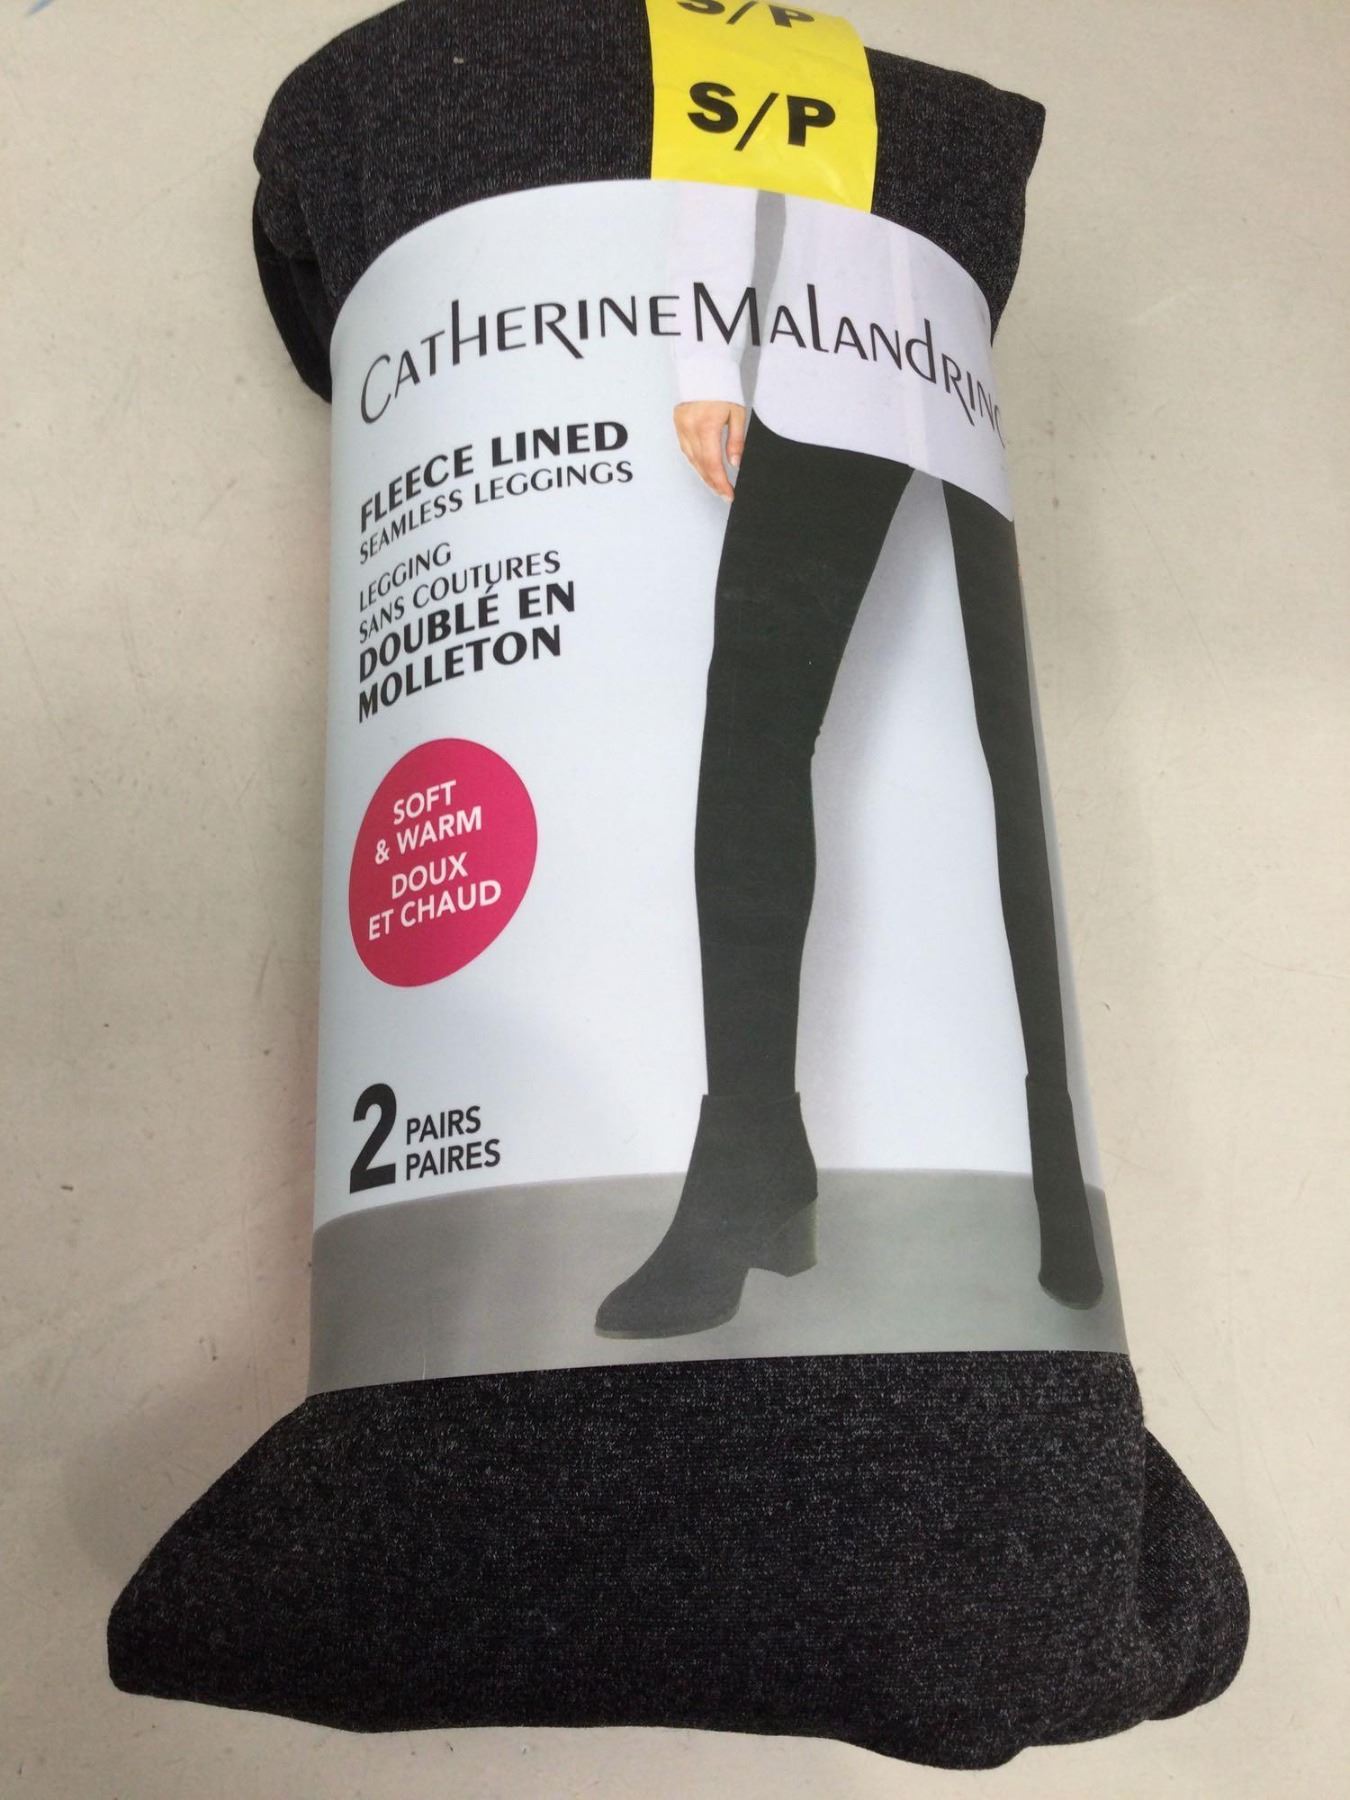 S/P
S/P
CATHERINE MALANDRINO
FLEECE LINED
SEAMLESS LEGGINGS
LEGGING
SANS COUTURES
DOUBLÉ EN
MOLLETON
SOFT
& WARM
DOUX
ET CHAUD
2 PAIRS
PAIRES